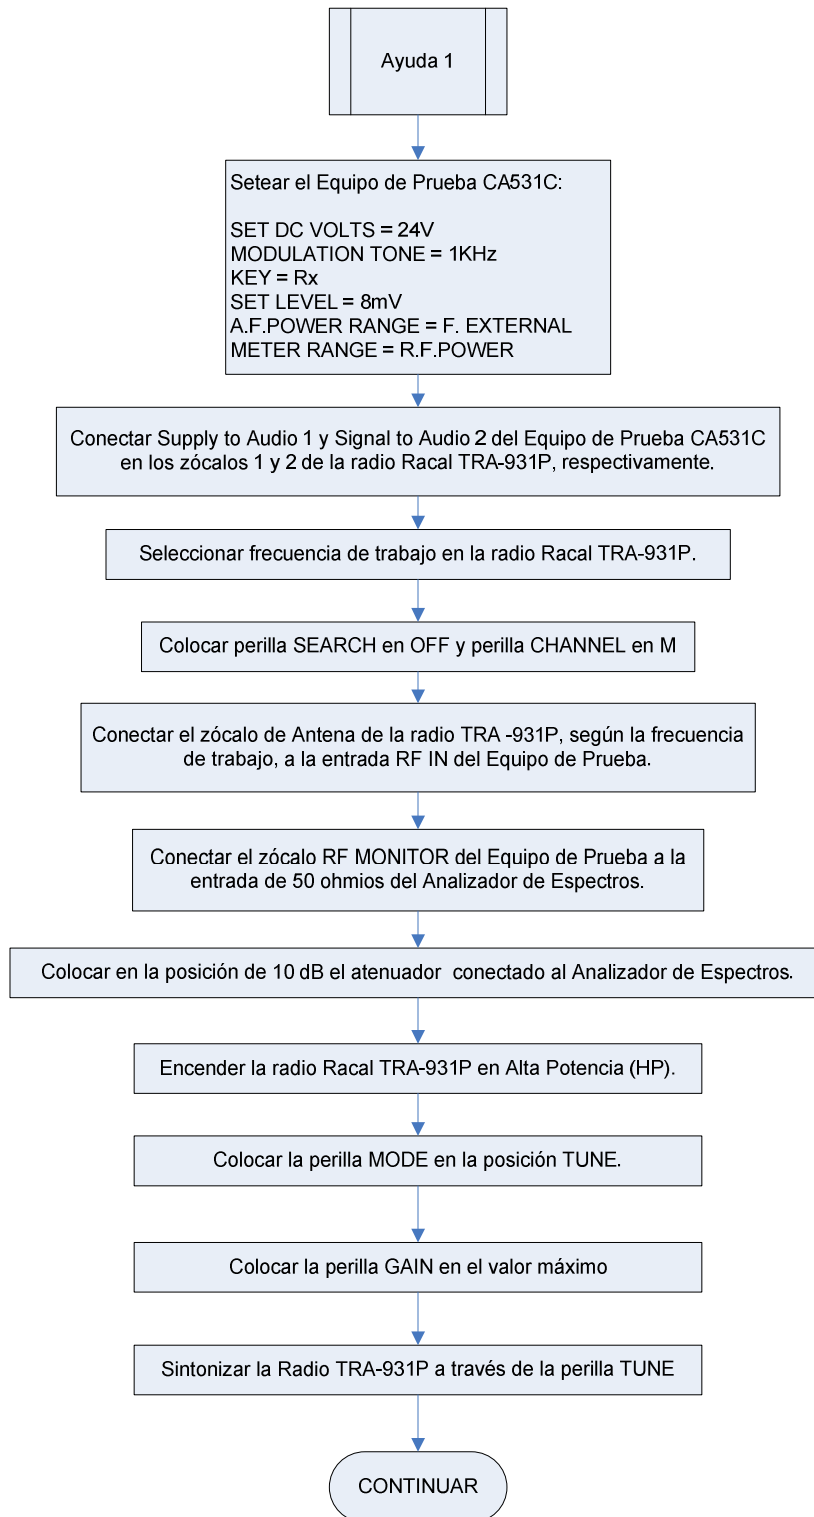 Ayuda 1
Setear el Equipo de Prueba CA531C:
SET DC VOLTS = 24V
MODULATION TONE = 1KHz
KEY = Rx
SET LEVEL = 8mV
A.F.POWER RANGE = F. EXTERNAL
METER RANGE = R.F.POWER
Conectar Supply to Audio 1 y Signal to Audio 2 del Equipo de Prueba CA531C
en los zócalos 1 y 2 de la radio Racal TRA-931P, respectivamente.
Seleccionar frecuencia de trabajo en la radio Racal TRA-931P.
Colocar perilla SEARCH en OFF y perilla CHANNEL en M
Conectar el zócalo de Antena de la radio TRA -931P, según la frecuencia
de trabajo, a la entrada RF IN del Equipo de Prueba.
Conectar el zócalo RF MONITOR del Equipo de Prueba a la
entrada de 50 ohmios del Analizador de Espectros.
Colocar en la posición de 10 dB el atenuador conectado al Analizador de Espectros.
Encender la radio Racal TRA-931P en Alta Potencia (HP).
Colocar la perilla MODE en la posición TUNE.
Colocar la perilla GAIN en el valor máximo
Sintonizar la Radio TRA-931P a través de la perilla TUNE
CONTINUAR